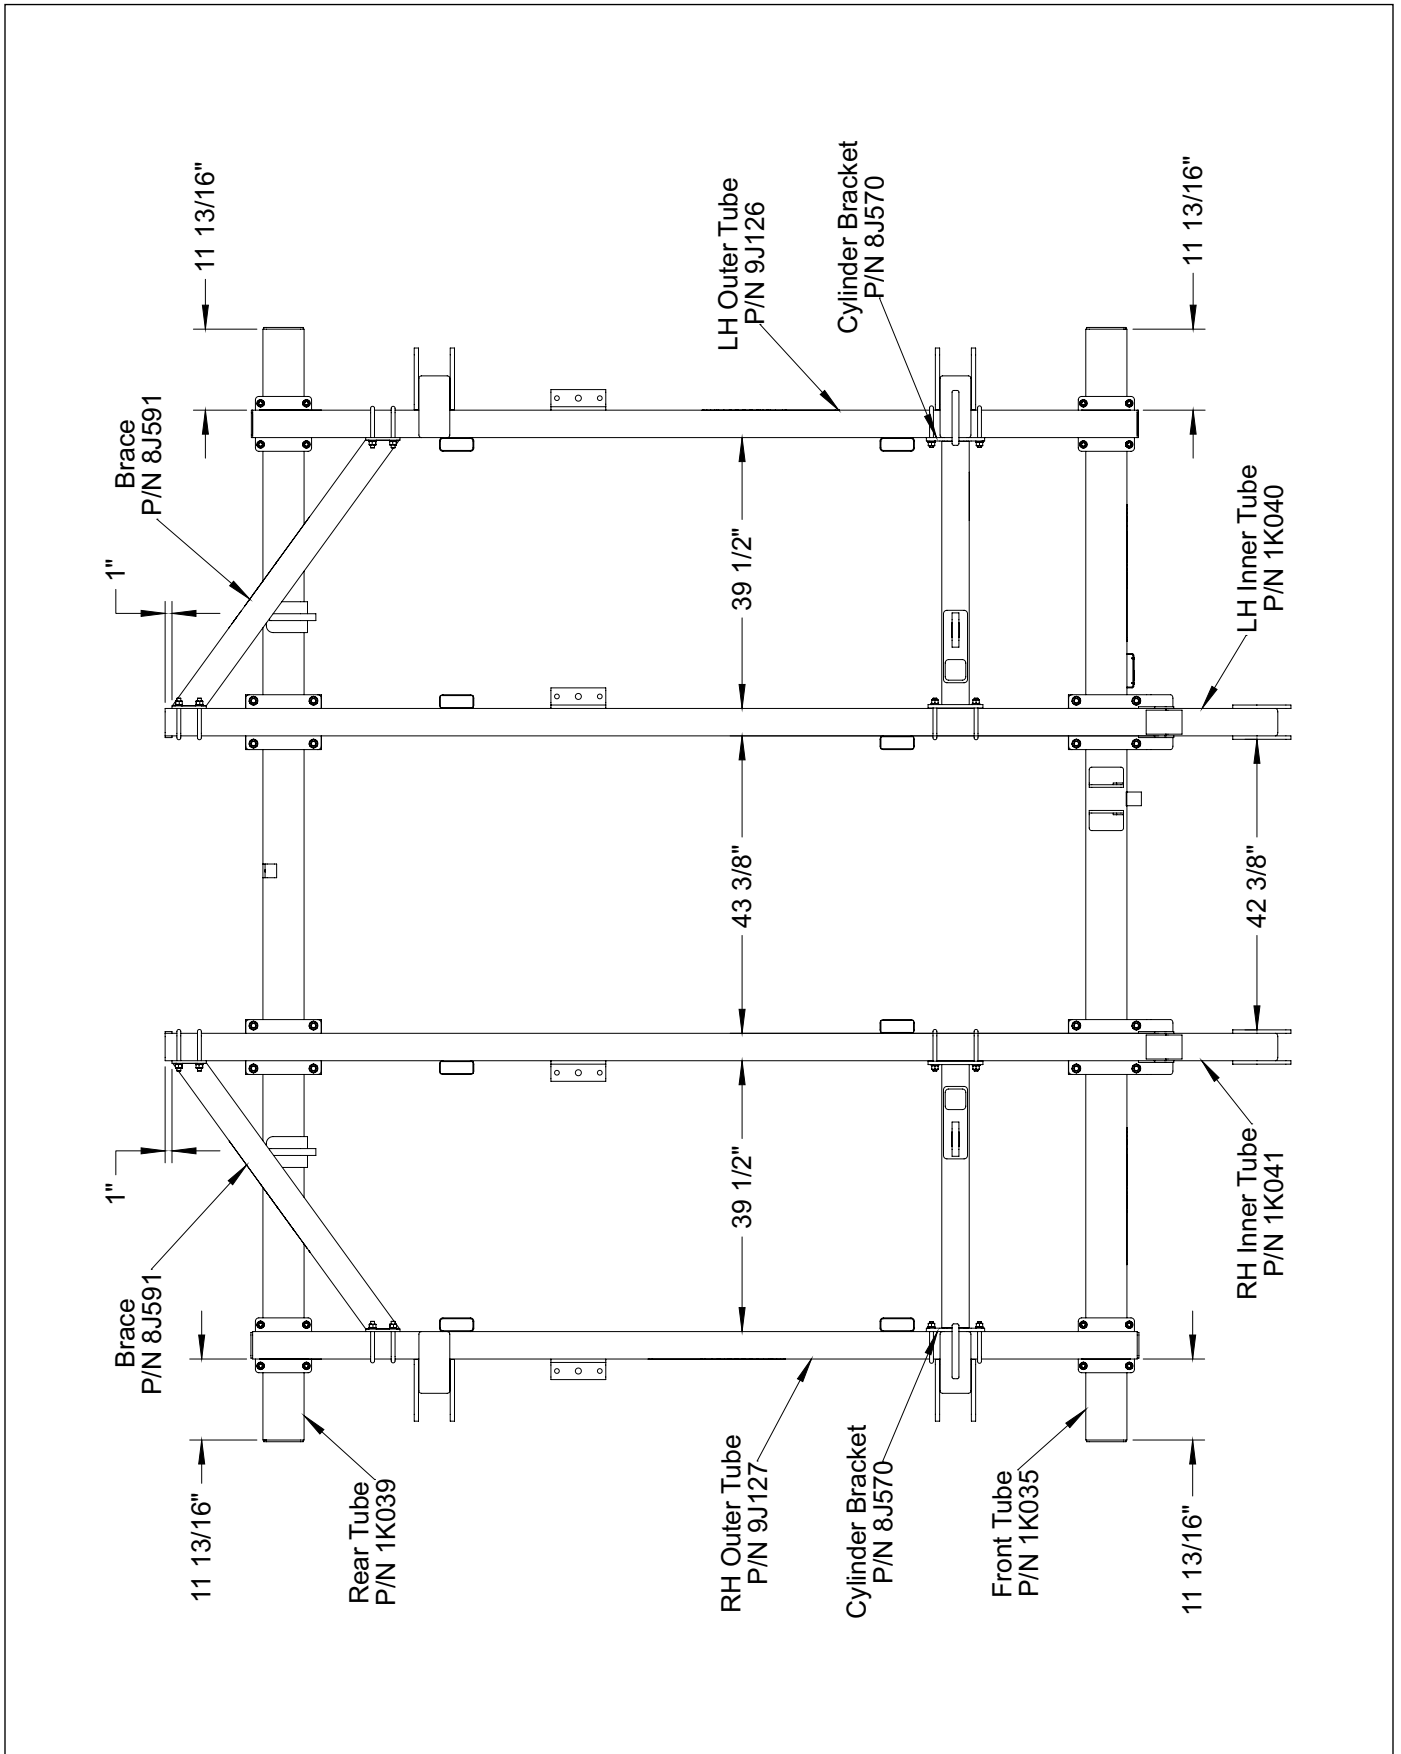 1"
Brace
P/N 8J591
1"
Brace
P/N 8J591
11 13/16"
11 13/16"
Rear Tube
P/N 1K039
RH Outer Tube
P/N 9J127
39 1/2"
43 3/8"
39 1/2"
LH Outer Tube
P/N 9J126
Cylinder Bracket
P/N 8J570
Cylinder Bracket
P/N 8J570
Front Tube
P/N 1K035
11 13/16"
11 13/16"
RH Inner Tube
P/N 1K041
42 3/8"
LH Inner Tube
P/N 1K040